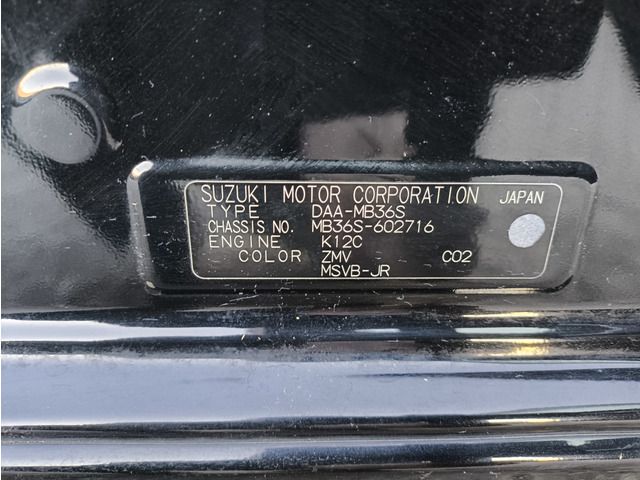 SUZUKI MOTOR CORPORATION JAPAN
TYPE DAA-MB36S
CHASSIS NO. MB36S-602716
ENGINE K12C
COLOR ZMV C02
MSVB-JR